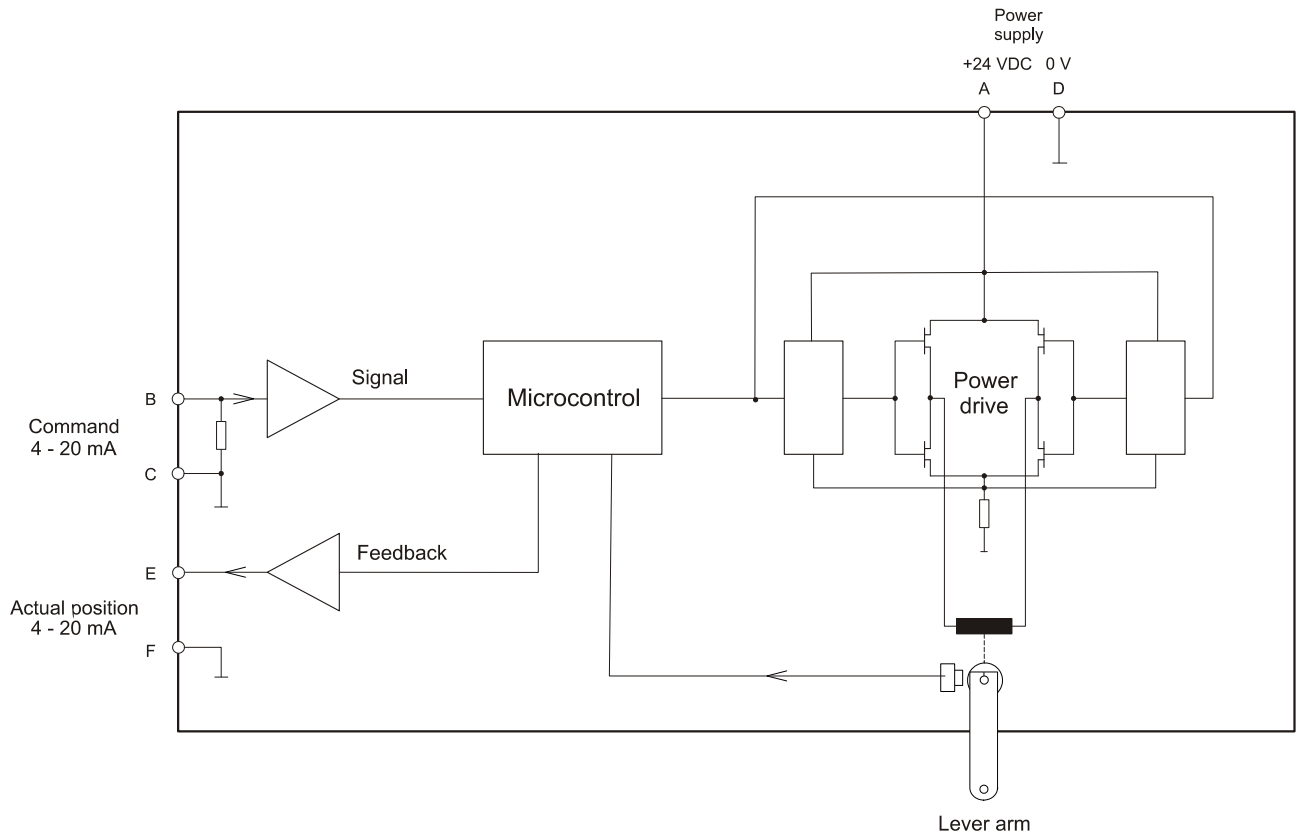 Power
supply
+24 VDC 0 V
A D
B
Signal
Microcontrol
Power
drive
Command
4 - 20 mA
C
Feedback
E
Actual position
4 - 20 mA
F
Lever arm